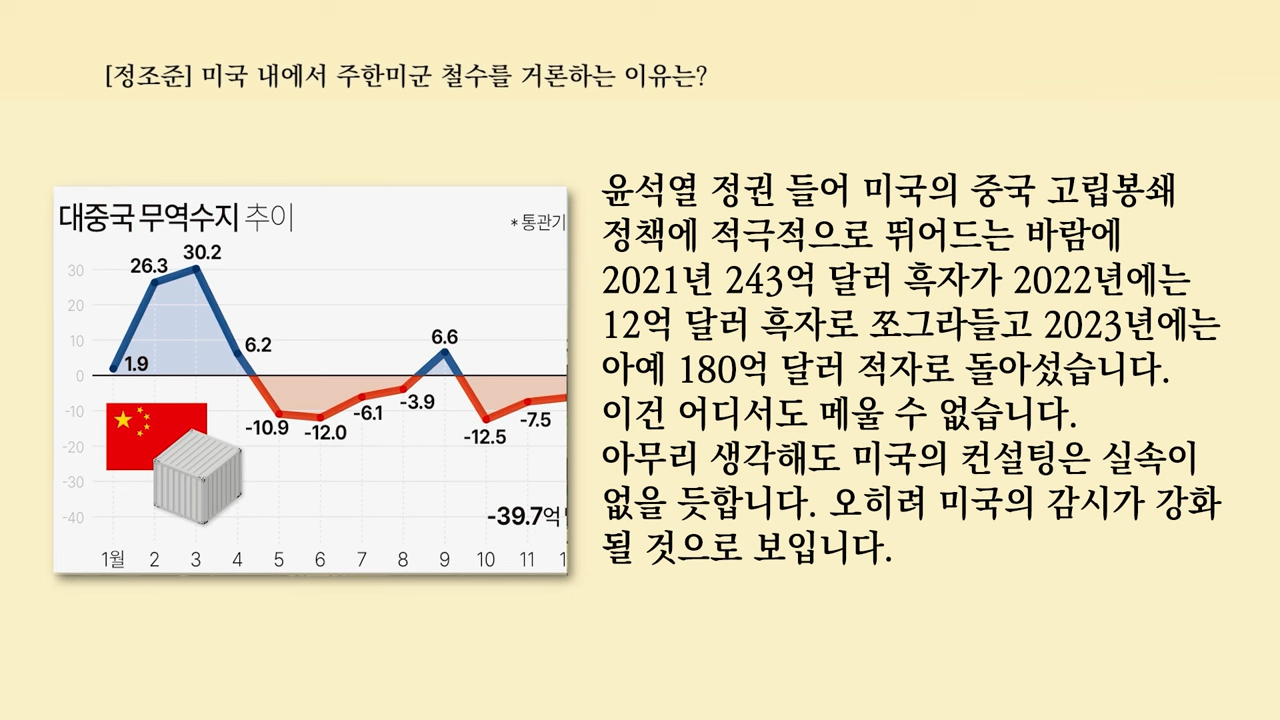 [정조준] 미국 내에서 주한미군 철수를 거론하는 이유는?
대중국 무역수지 추이
*통관기
30
20
10
0
-10
-20
-30
-40
1.9
26.3
30.2
6.2
-10.9
-12.0
-6.1
-3.9
6.6
-12.5
-7.5
-39.7억
1월 2 3 4 5 6 7 8 9 10 11 1
윤석열 정권 들어 미국의 중국 고립봉쇄
정책에 적극적으로 뛰어드는 바람에
2021년 243억 달러 흑자가 2022년에는
12억 달러 흑자로 쪼그라들고 2023년에는
아예 180억 달러 적자로 돌아섰습니다.
이건 어디서도 메울 수 없습니다.
아무리 생각해도 미국의 컨설팅은 실속이
없을 듯합니다. 오히려 미국의 감시가 강화
될 것으로 보입니다.